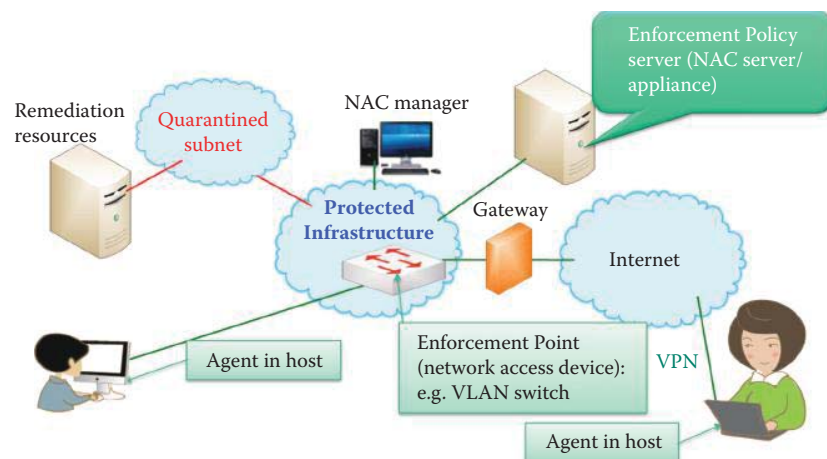 Enforcement Policy
server (NAC server/
appliance)
Remediation
resources
Quarantined
subnet
NAC manager
Protected
Infrastructure
Gateway
Internet
Agent in host
Enforcement Point
(network access device):
e.g. VLAN switch
VPN
Agent in host